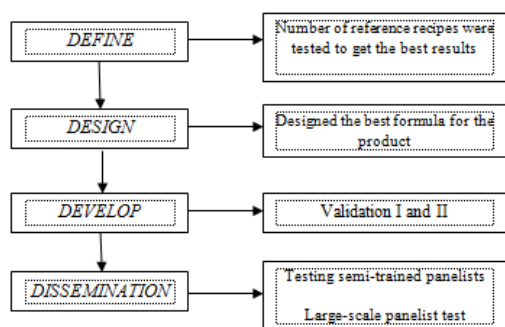 DEFINE
Number of reference recipes were
tested to get the best results
DESIGN
Designed the best formula for the
product
DEVELOP
Validation I and II
DISSEMINATION
Testing semi-trained panelists
Large-scale panelist test